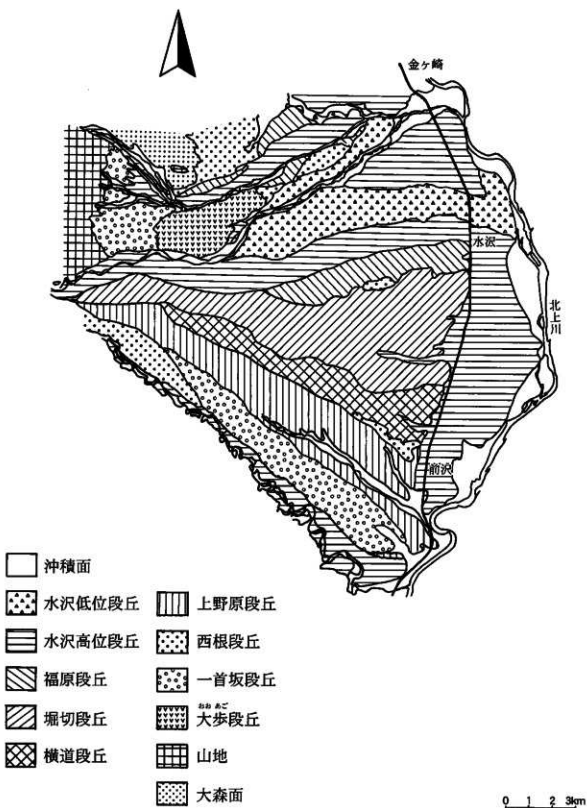 金ヶ崎
水沢
北上川
前沢
沖積面
水沢低位段丘
水沢高位段丘
福原段丘
堀切段丘
横道段丘
上野原段丘
西根段丘
一首坂段丘
おお あご
大歩段丘
山地
大森面
0 1 2 3km